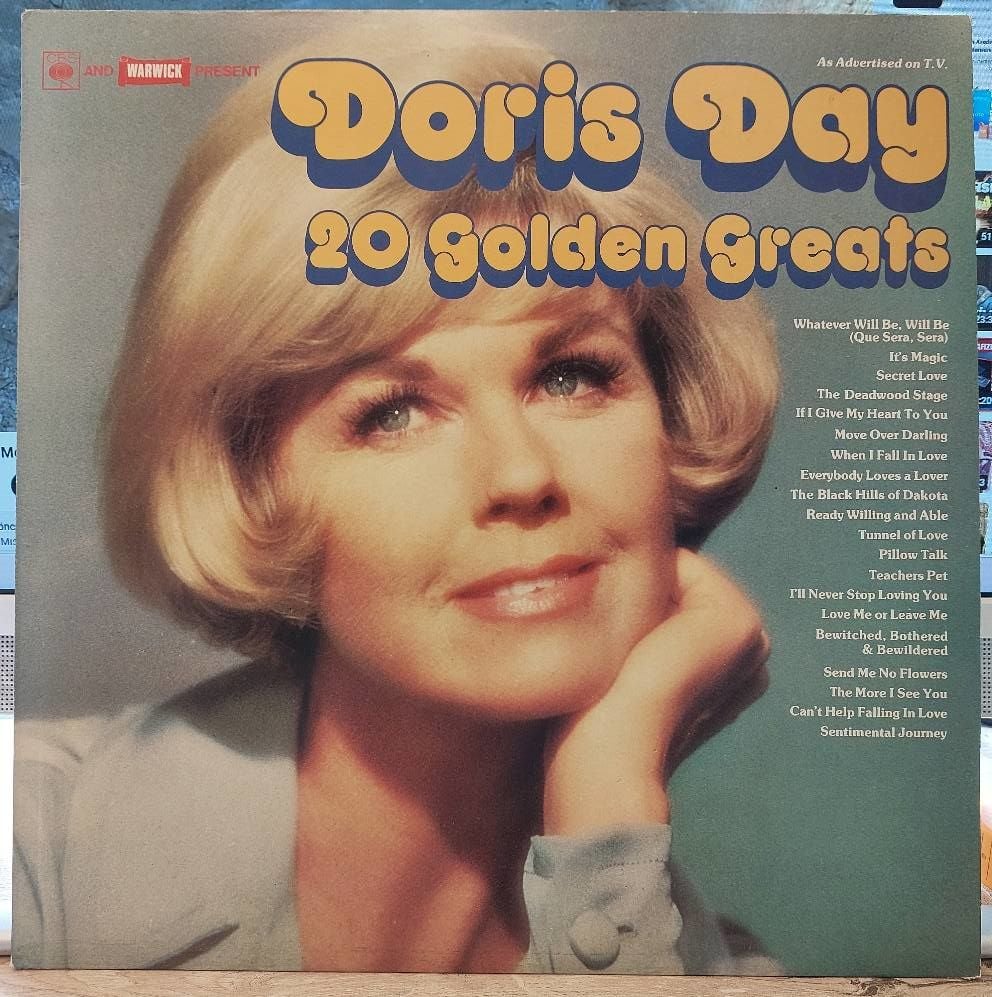 CBS AND WARWICK PRESENT
As Advertised on T.V.
Doris Day
20 Golden Greats
Whatever Will Be, Will Be
(Que Sera, Sera)
It's Magic
Secret Love
The Deadwood Stage
If I Give My Heart To You
Move Over Darling
When I Fall In Love
Everybody Loves a Lover
The Black Hills of Dakota
Ready Willing and Able
Tunnel of Love
Pillow Talk
Teachers Pet
I'll Never Stop Loving You
Love Me or Leave Me
Bewitched, Bothered
& Bewildered
Send Me No Flowers
The More I See You
Can't Help Falling In Love
Sentimental Journey